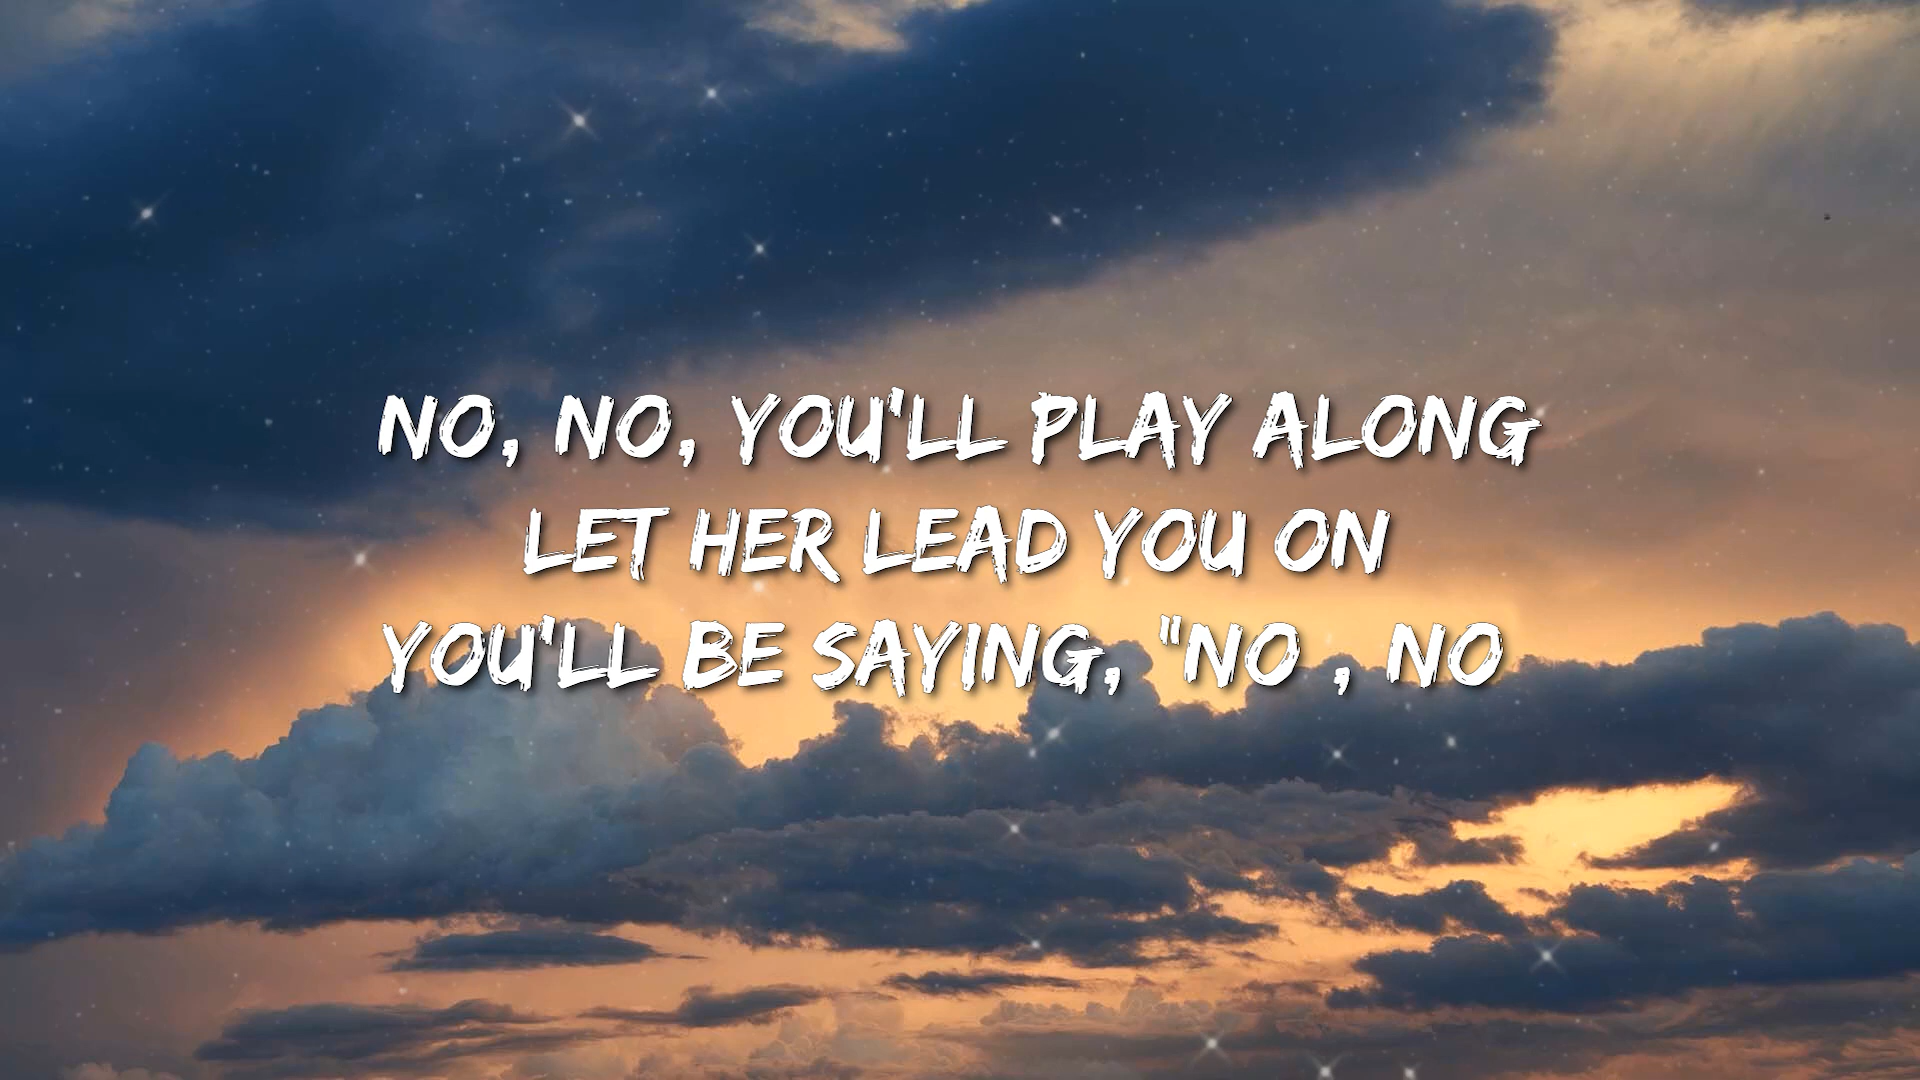 NO, NO, YOU'LL PLAY ALONG
LET HER LEAD YOU ON
YOU'LL BE SAYING, "NO , NO